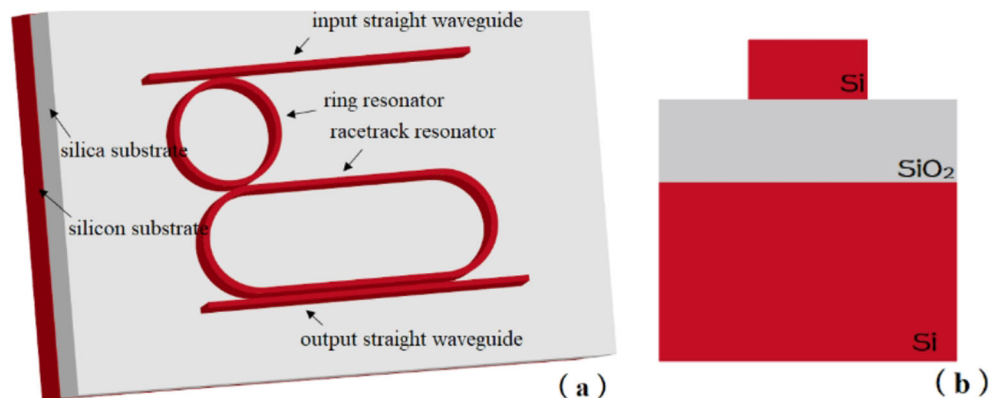 input straight waveguide
ring resonator
racetrack resonator
silica substrate
silicon substrate
output straight waveguide
( a )
Si
SiO₂
Si
( b )